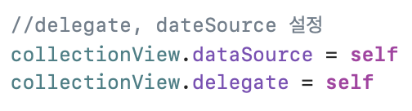 //delegate, dateSource 설정
collectionView.dataSource = self
collectionView.delegate = self